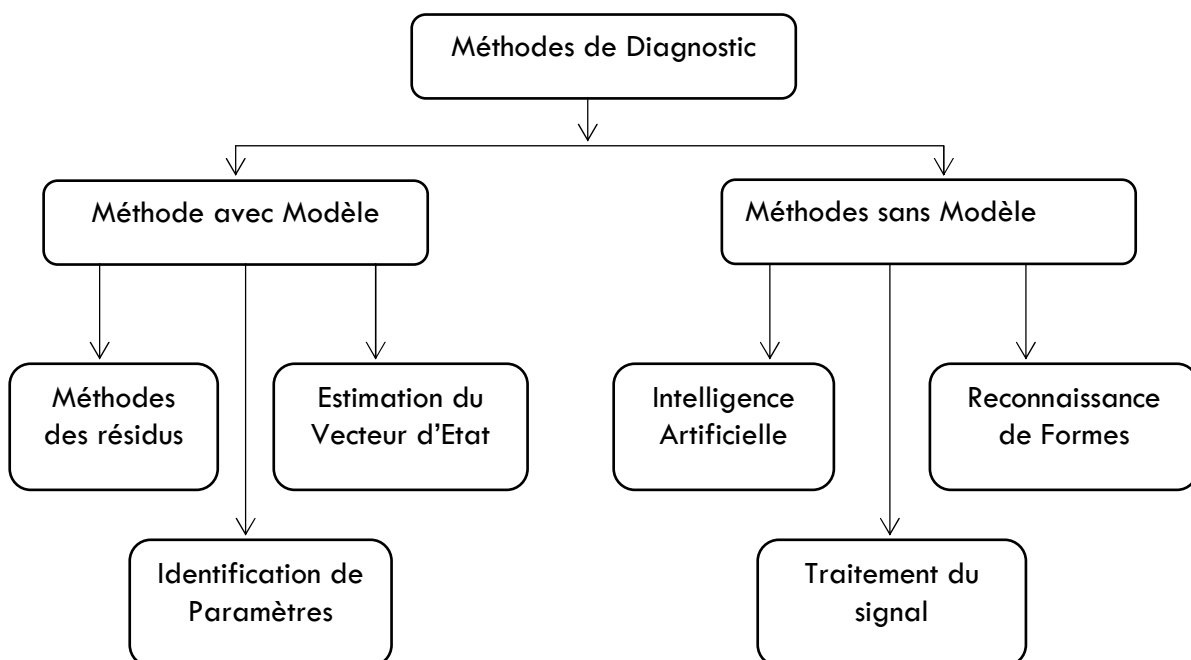 Méthodes de Diagnostic
Méthode avec Modèle
Méthodes sans Modèle
Méthodes
des résidus
Estimation du
Vecteur d'Etat
Intelligence
Artificielle
Reconnaissance
de Formes
Identification de
Paramètres
Traitement du
signal